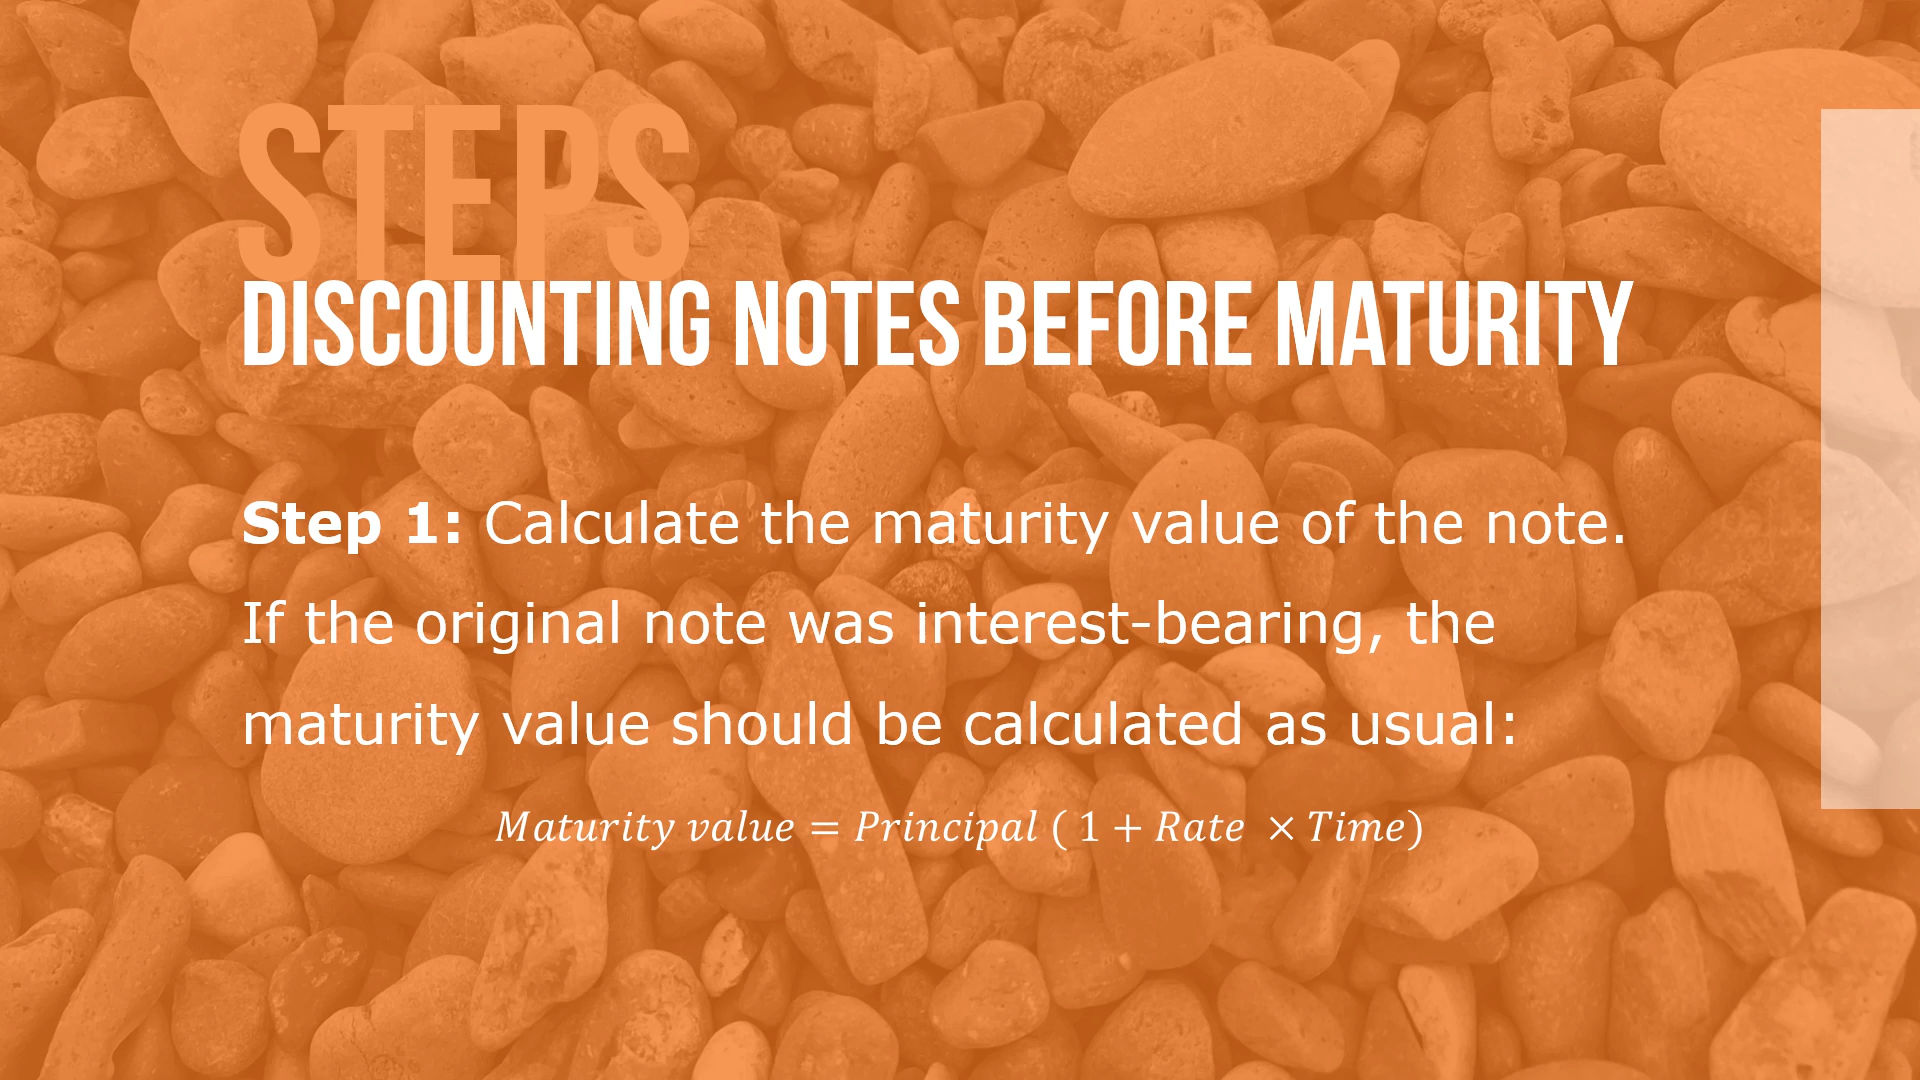 STEPS
DISCOUNTING NOTES BEFORE MATURITY
Step 1: Calculate the maturity value of the note.
If the original note was interest-bearing, the
maturity value should be calculated as usual:
Maturity value = Principal ( 1 + Rate × Time)